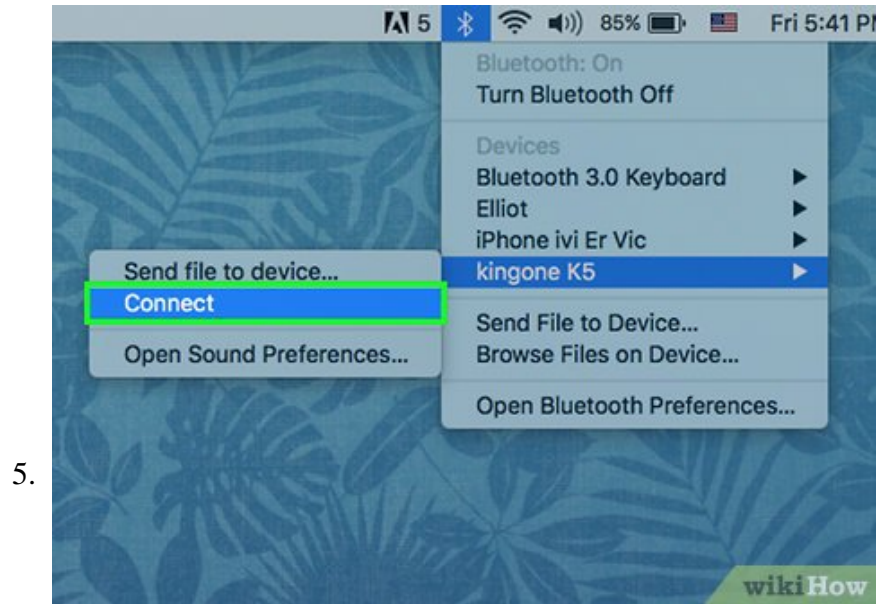 5 85% Fri 5:41 PM
Bluetooth: On
Turn Bluetooth Off
Devices
Bluetooth 3.0 Keyboard
Elliot
iPhone ivi Er Vic
kingone K5
Send file to device...
Connect
Open Sound Preferences...
Send File to Device...
Browse Files on Device...
Open Bluetooth Preferences...
5.
wikiHow